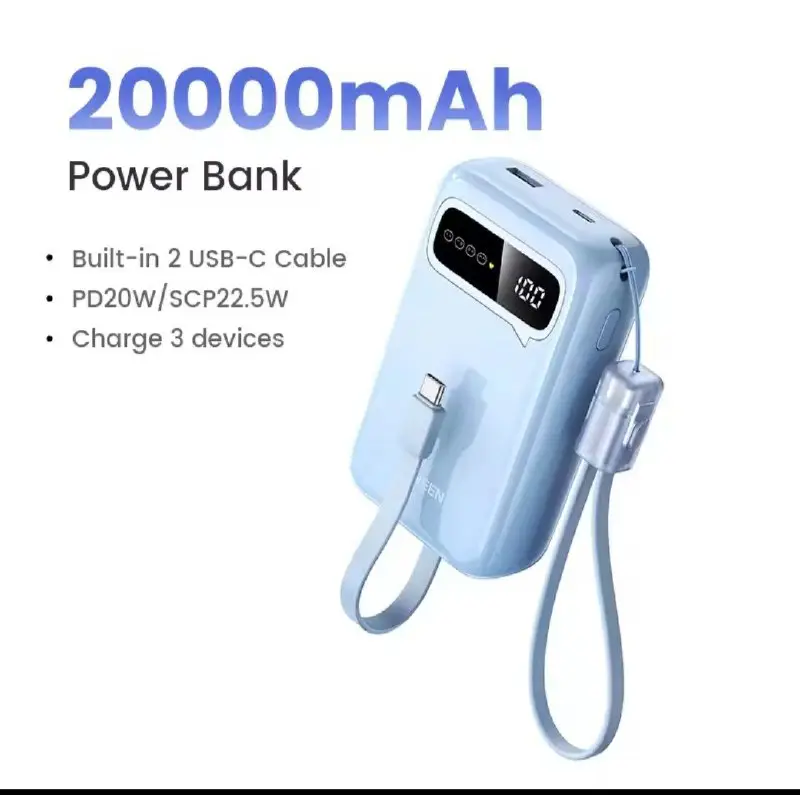 20000mAh
Power Bank
• Built-in 2 USB-C Cable
• PD20W/SCP22.5W
• Charge 3 devices
100